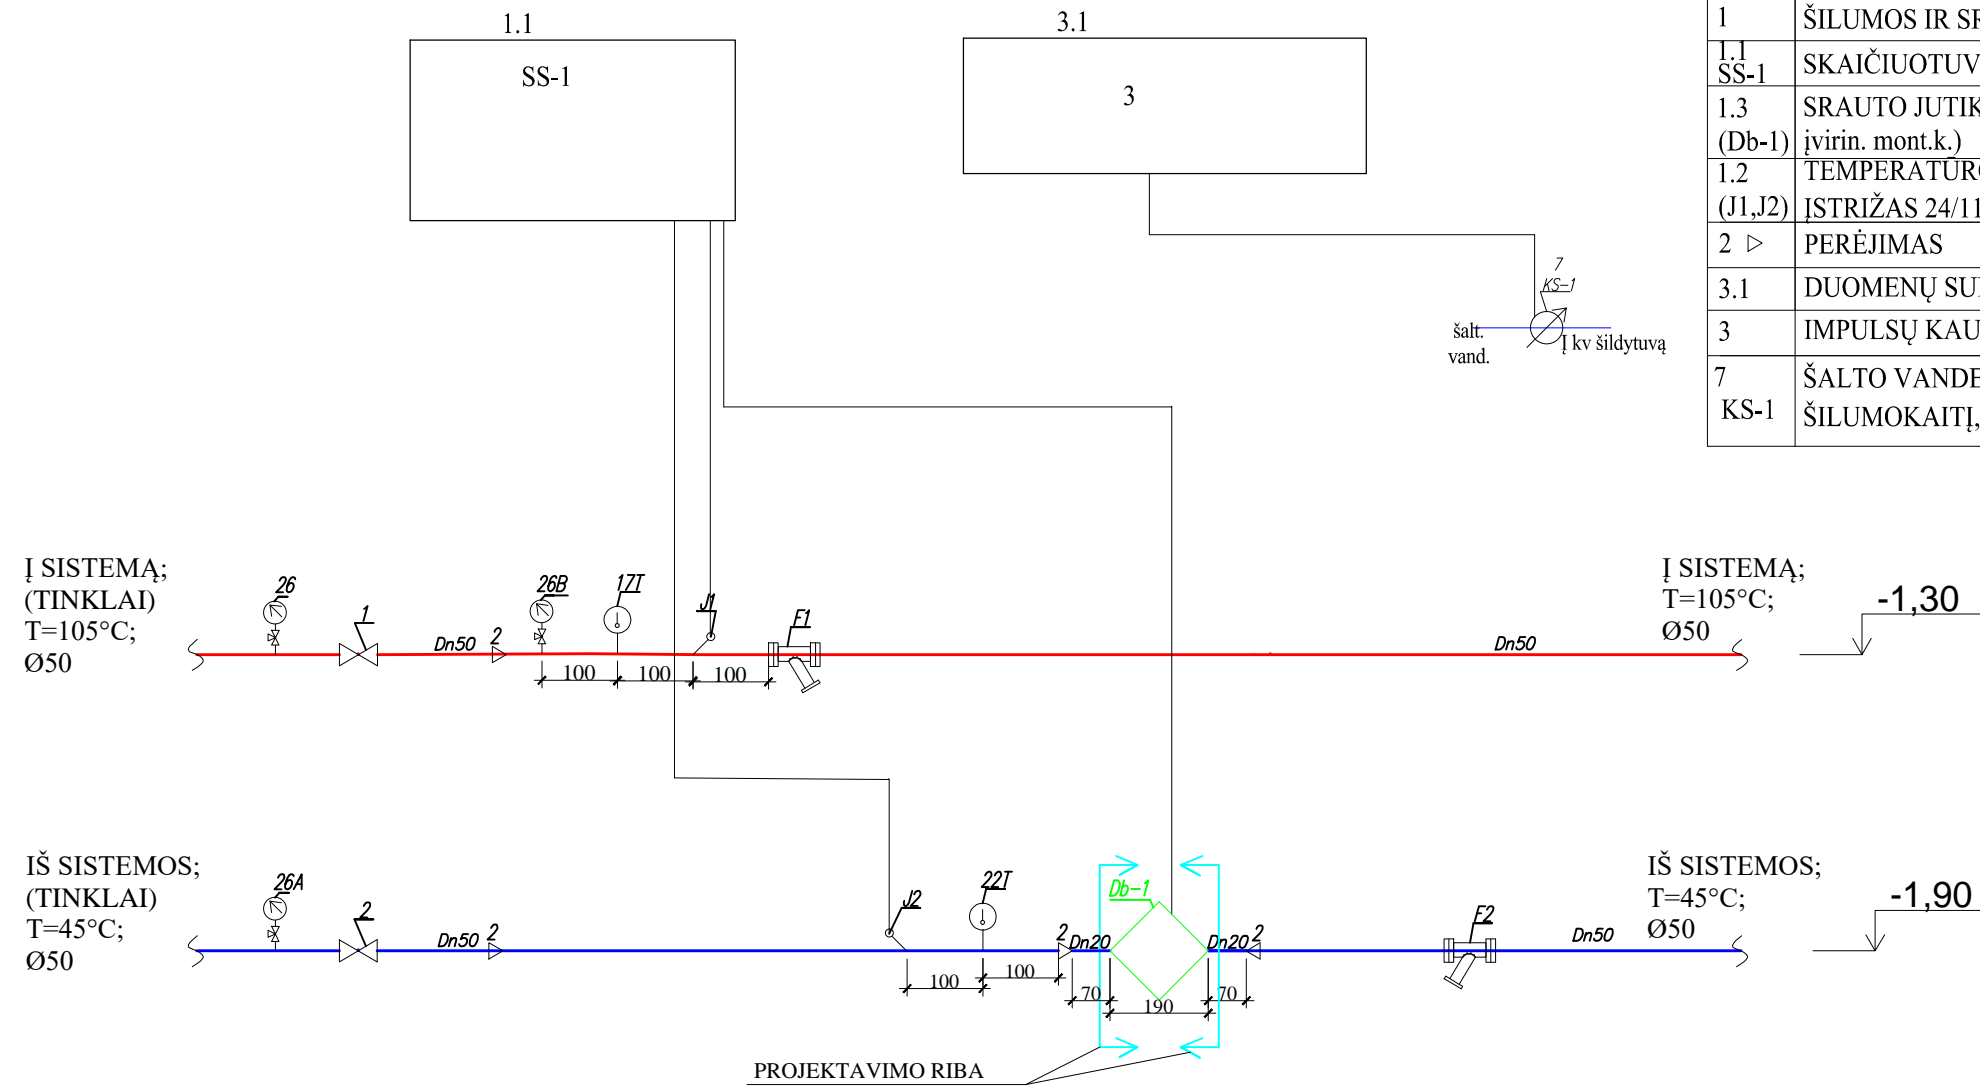 1.1
SS-1
3.1
3
1 ŠILUMOS IR
1.1
SS-1
SKAIČIUOTUV
1.3
(Db-1)
SRAUTO JUTIK
įvirin. mont.k.)
1.2
(J1,J2)
TEMPERATŪR
ĮSTRIŽAS 24/11
2 ▷ PERĖJIMAS
3.1 DUOMENŲ
3 IMPULSŲ KAU
7
KS-1
ŠALTO VANDE
ŠILUMOKAITĮ,
7
KS-1
šalt.
vand.
Į kv šildytuvą
Į SISTEMĄ;
(TINKLAI)
T=105°C;
Ø50
26
1
Dn50 2
26B
17T
J1
F1
100 100 100
Dn50
Į SISTEMĄ;
T=105°C;
Ø50
-1,30
IŠ SISTEMOS;
(TINKLAI)
T=45°C;
Ø50
26A
2
Dn50 2
J2
22T
2 Dn20
Db-1
Dn20 2
F2
Dn50
100 100 70 190 70
IŠ SISTEMOS;
T=45°C;
Ø50
-1,90
PROJEKTAVIMO RIBA